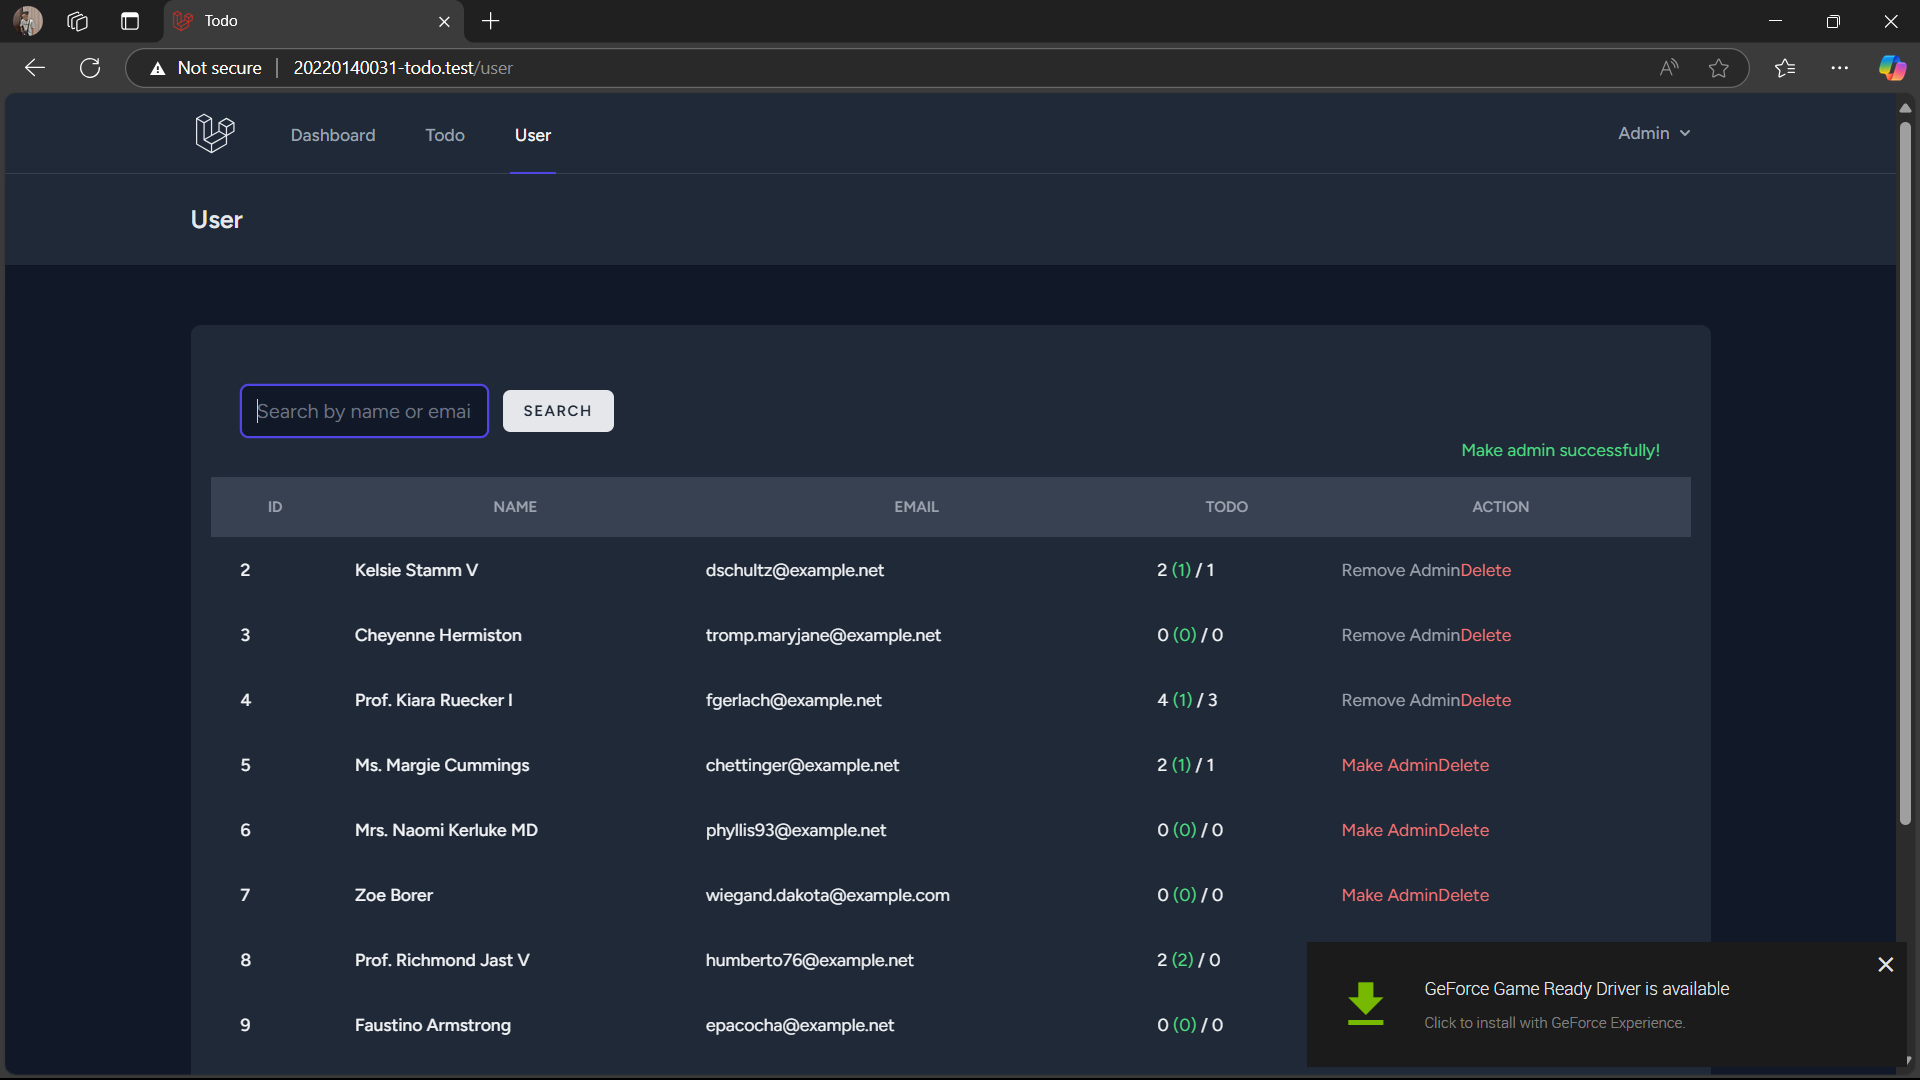 Todo
Not secure 20220140031-todo.test/user
Dashboard Todo User Admin
User
Search by name or emai SEARCH
Make admin successfully!
ID NAME EMAIL TODO ACTION
2 Kelsie Stamm V dschultz@example.net 2 (1) / 1 Remove AdminDelete
3 Cheyenne Hermiston tromp.maryjane@example.net 0 (0) / 0 Remove AdminDelete
4 Prof. Kiara Ruecker I fgerlach@example.net 4 (1) / 3 Remove AdminDelete
5 Ms. Margie Cummings chettinger@example.net 2 (1) / 1 Make AdminDelete
6 Mrs. Naomi Kerluke MD phyllis93@example.net 0 (0) / 0 Make AdminDelete
7 Zoe Borer wiegand.dakota@example.com 0 (0) / 0 Make AdminDelete
8 Prof. Richmond Jast V humberto76@example.net 2 (2) / 0
9 Faustino Armstrong epacocha@example.net 0 (0) / 0
GeForce Game Ready Driver is available
Click to install with GeForce Experience.